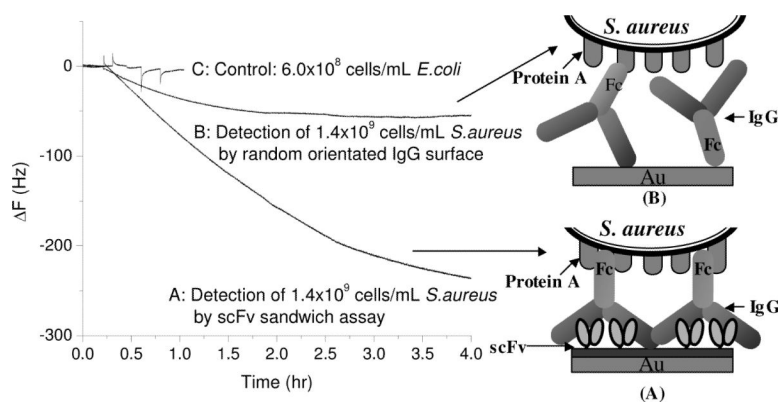 0
-100
-200
-300
ΔF (Hz)
0.0 0.5 1.0 1.5 2.0 2.5 3.0 3.5 4.0
Time (hr)
C: Control: 6.0x10⁸ cells/mL E.coli
B: Detection of 1.4x10⁹ cells/mL S.aureus
by random orientated IgG surface
A: Detection of 1.4x10⁹ cells/mL S.aureus
by scFv sandwich assay
S. aureus
Protein A
Fc
IgG
Fc
Au
(B)
S. aureus
Protein A
Fc
Fc
IgG
scFv
Au
(A)